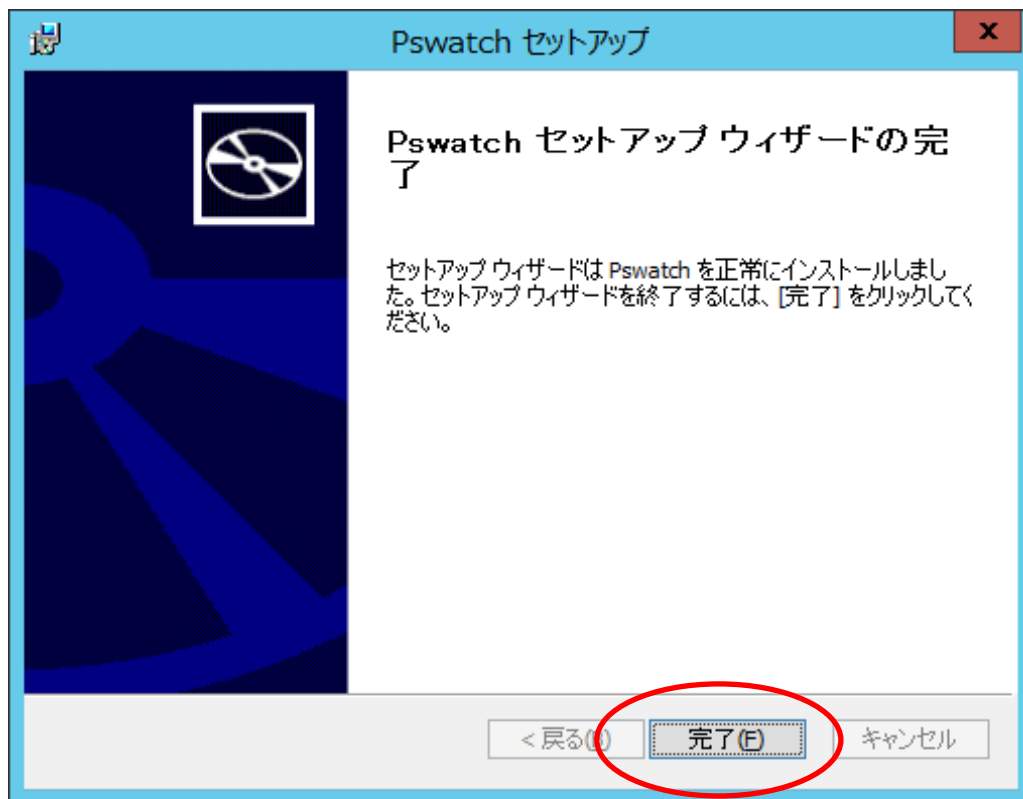 Pswatch セットアップ
Pswatch セットアップ ウィザードの完
了
セットアップ ウィザードは Pswatch を正常にインストールしまし
た。セットアップ ウィザードを終了するには、[完了] をクリックしてく
ださい。
< 戻る(B) 完了(F) キャンセル